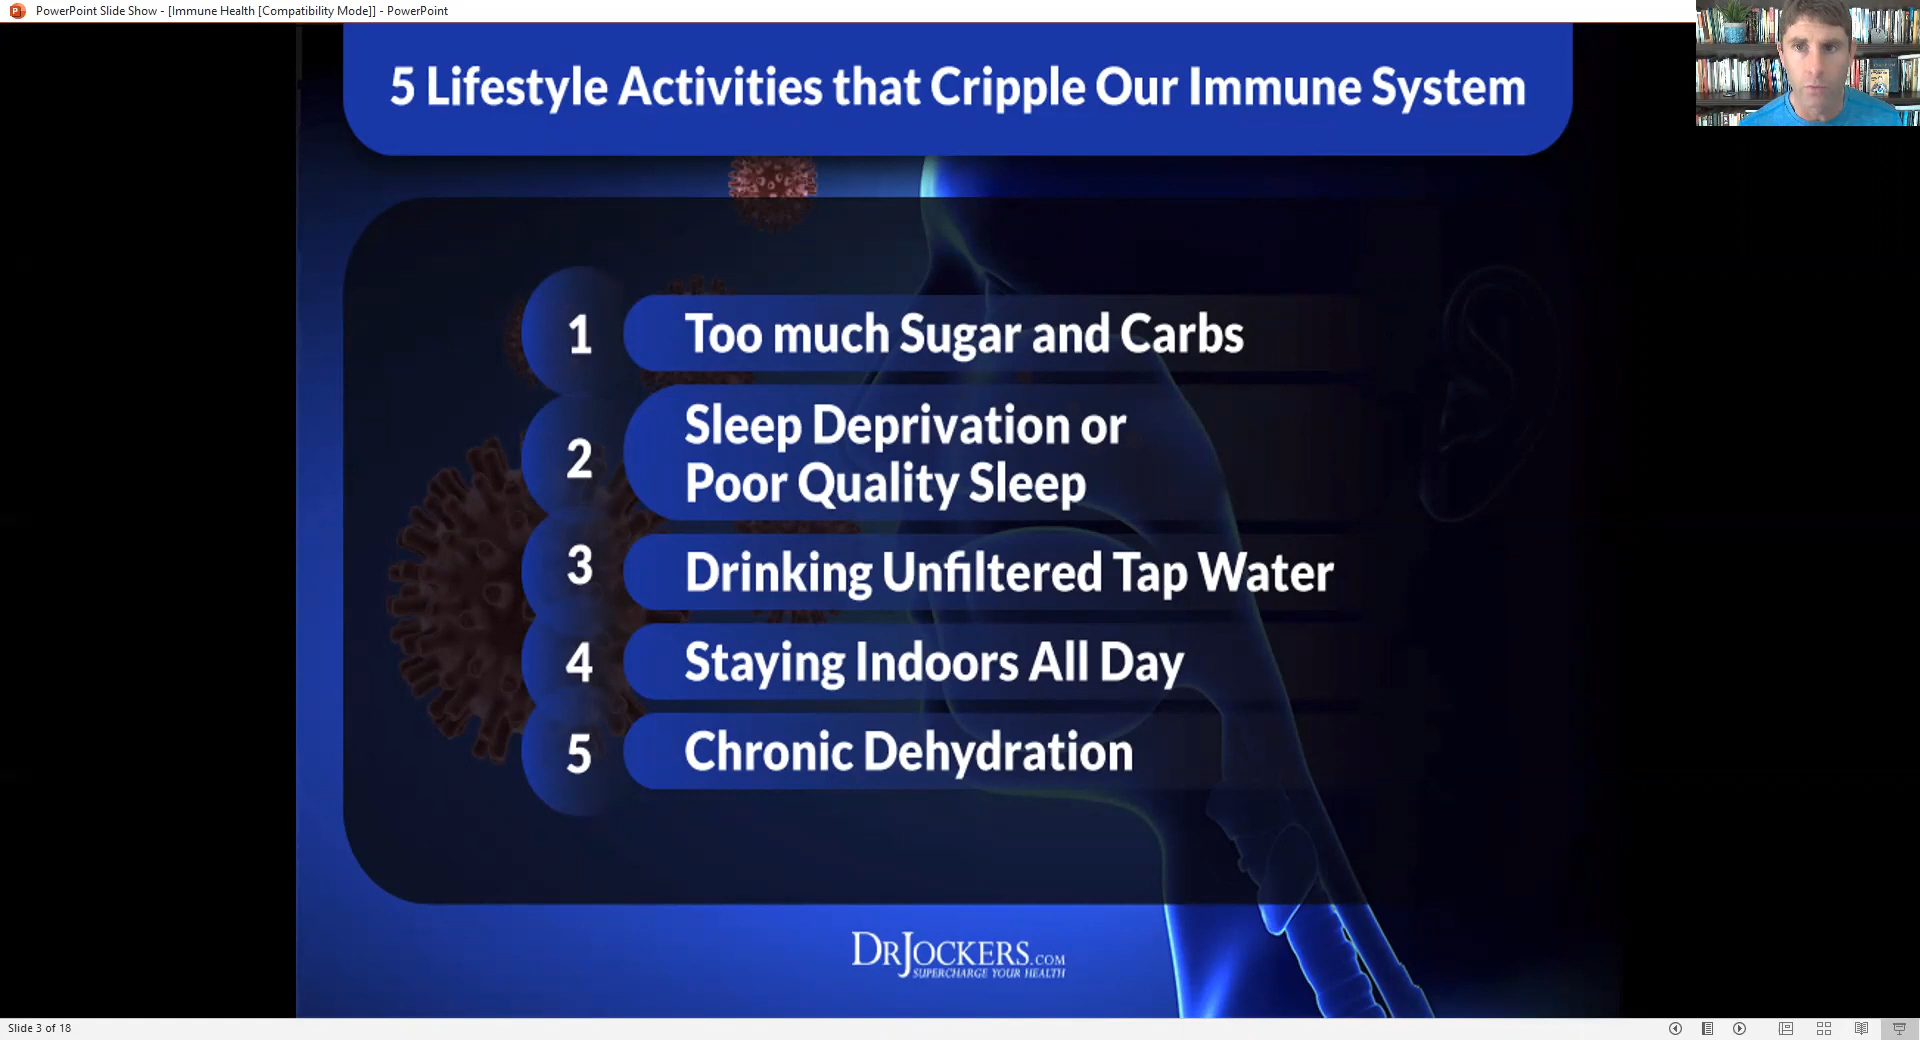 PowerPoint Slide Show - [Immune Health [Compatibility Mode]] - PowerPoint
5 Lifestyle Activities that Cripple Our Immune System
1 Too much Sugar and Carbs
2 Sleep Deprivation or
Poor Quality Sleep
3 Drinking Unfiltered Tap Water
4 Staying Indoors All Day
5 Chronic Dehydration
DRJOCKERS.COM
SUPERCHARGE YOUR HEALTH
Slide 3 of 18